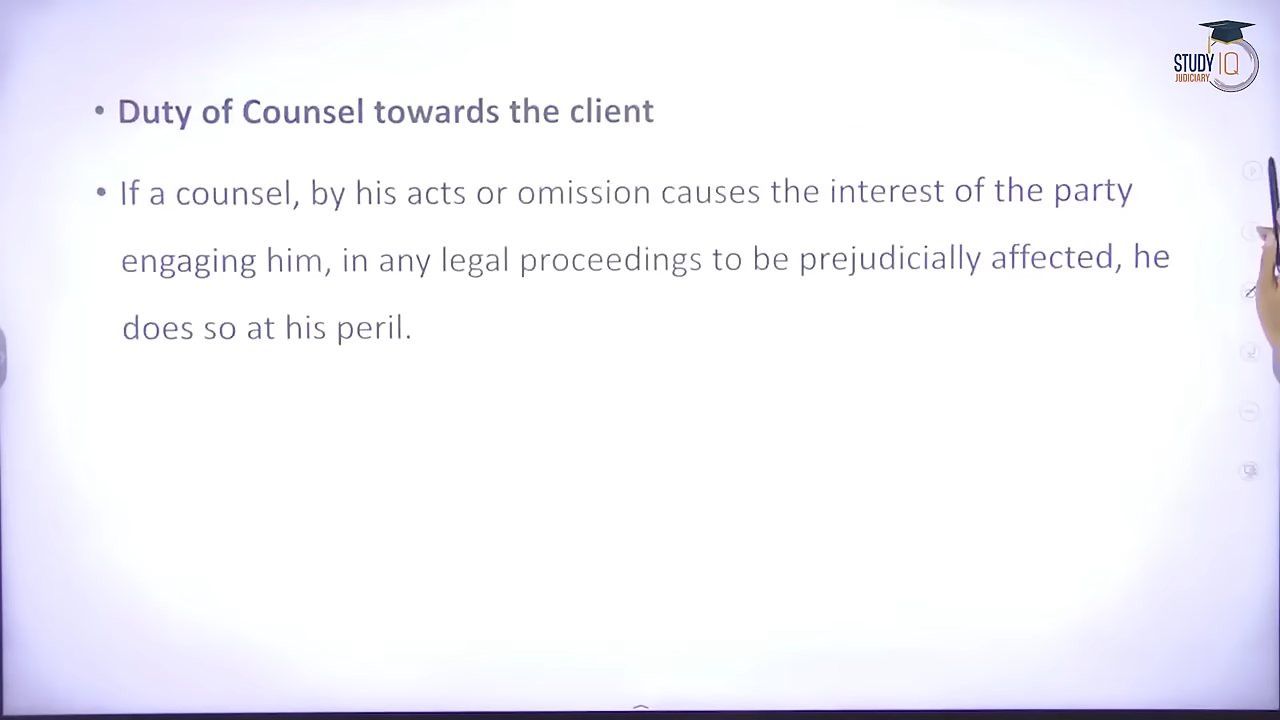 STUDY IQ
JUDICIARY
• Duty of Counsel towards the client
• If a counsel, by his acts or omission causes the interest of the party
engaging him, in any legal proceedings to be prejudicially affected, he
does so at his peril.